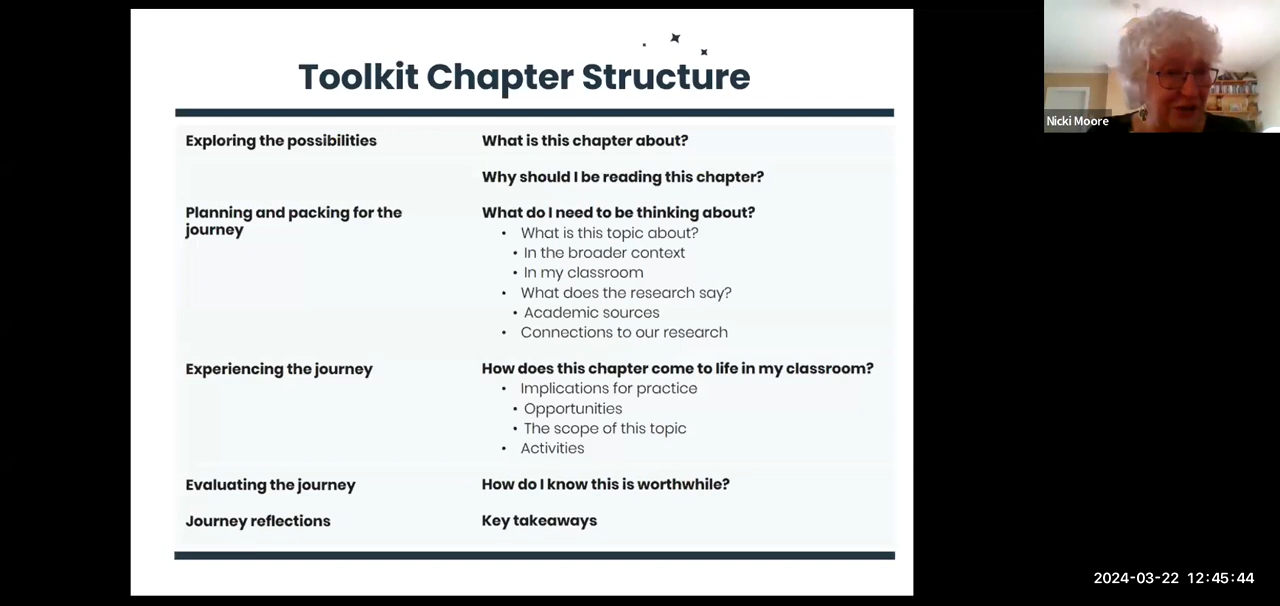 Toolkit Chapter Structure
Exploring the possibilities
What is this chapter about?
Why should I be reading this chapter?
Planning and packing for the
journey
What do I need to be thinking about?
• What is this topic about?
• In the broader context
• In my classroom
• What does the research say?
• Academic sources
• Connections to our research
Experiencing the journey
How does this chapter come to life in my classroom?
• Implications for practice
• Opportunities
• The scope of this topic
• Activities
Evaluating the journey
How do I know this is worthwhile?
Journey reflections
Key takeaways
Nicki Moore
2024-03-22 12:45:44